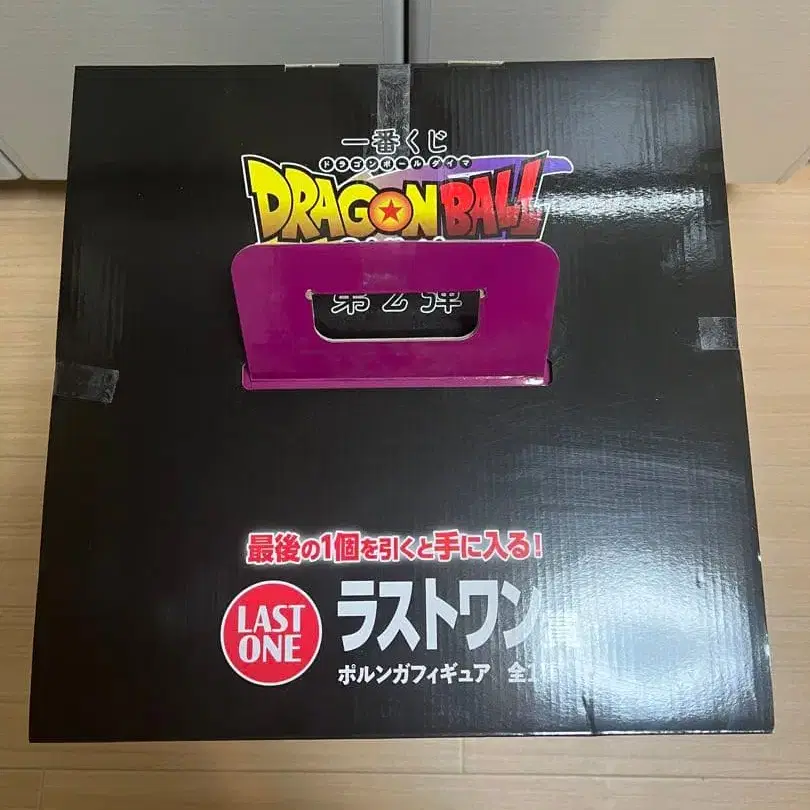 一番くじ
ドラゴンボールダイマ
DRAGON BALL
第2弾
最後の1個を引くと手に入る!
LAST
ONE
ラストワン
ポルンガフィギュア 全1